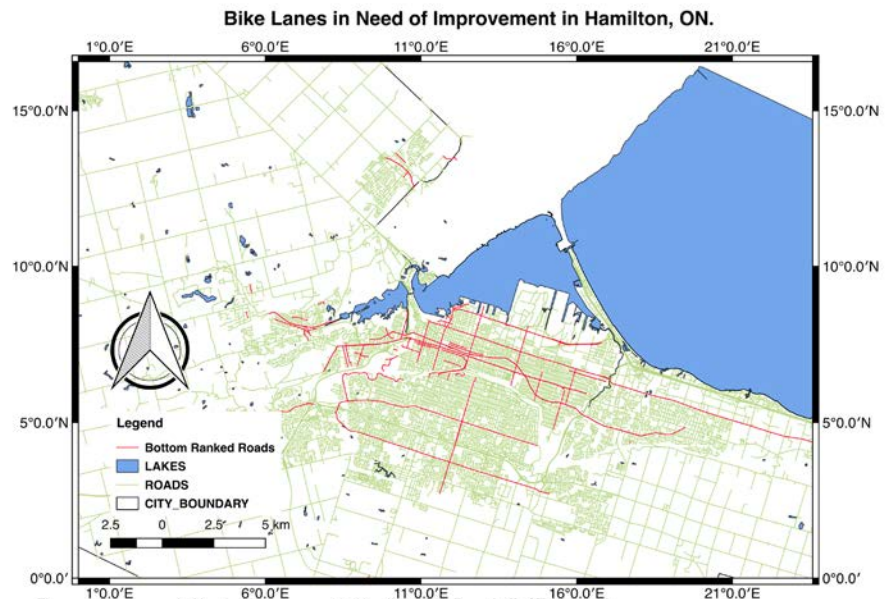 Bike Lanes in Need of Improvement in Hamilton, ON.
1°0.0'E 6°0.0'E 11°0.0'E 16°0.0'E 21°0.0'E
15°0.0'N 15°0.0'N
10°0.0'N 10°0.0'N
5°0.0'N 5°0.0'N
Legend
Bottom Ranked Roads
LAKES
ROADS
CITY_BOUNDARY
2.5 0 2.5 5 km
0°0.0' 0°0.0'
1°0.0'E 6°0.0'E 11°0.0'E 16°0.0'E 21°0.0'E